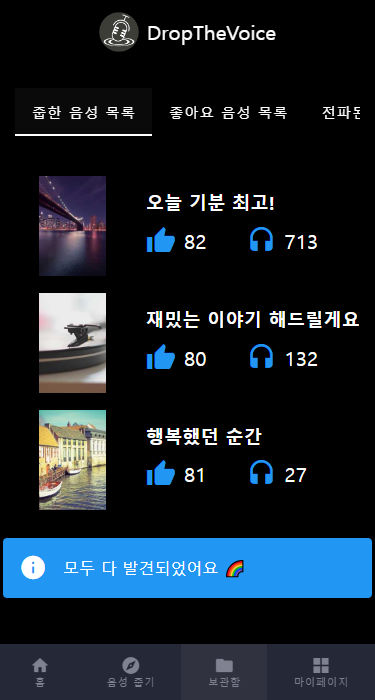 DropTheVoice
줍한 음성 목록 좋아요 음성 목록 전파된
오늘 기분 최고!
82 713
재밌는 이야기 해드릴게요
80 132
행복했던 순간
81 27
모두 다 발견되었어요 🌈
홈 음성 줍기 보관함 마이페이지